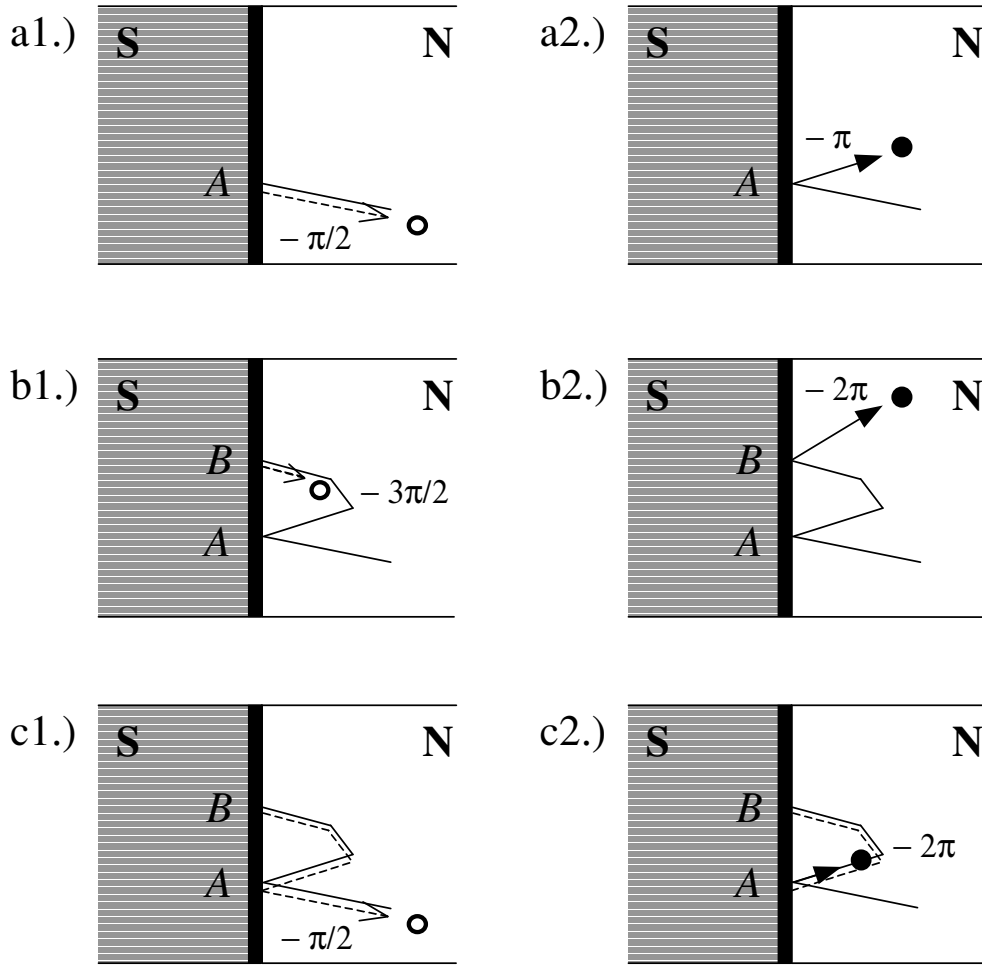 a1.) S N
A
– π/2
a2.) S N
– π
A
b1.) S N
B
– 3π/2
A
b2.) S – 2π N
B
A
c1.) S N
B
A
– π/2
c2.) S N
B
– 2π
A